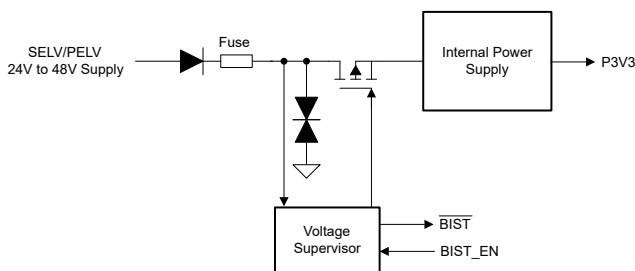 SELV/PELV
24V to 48V Supply
Fuse
Internal Power
Supply
P3V3
Voltage
Supervisor
BIST
BIST_EN